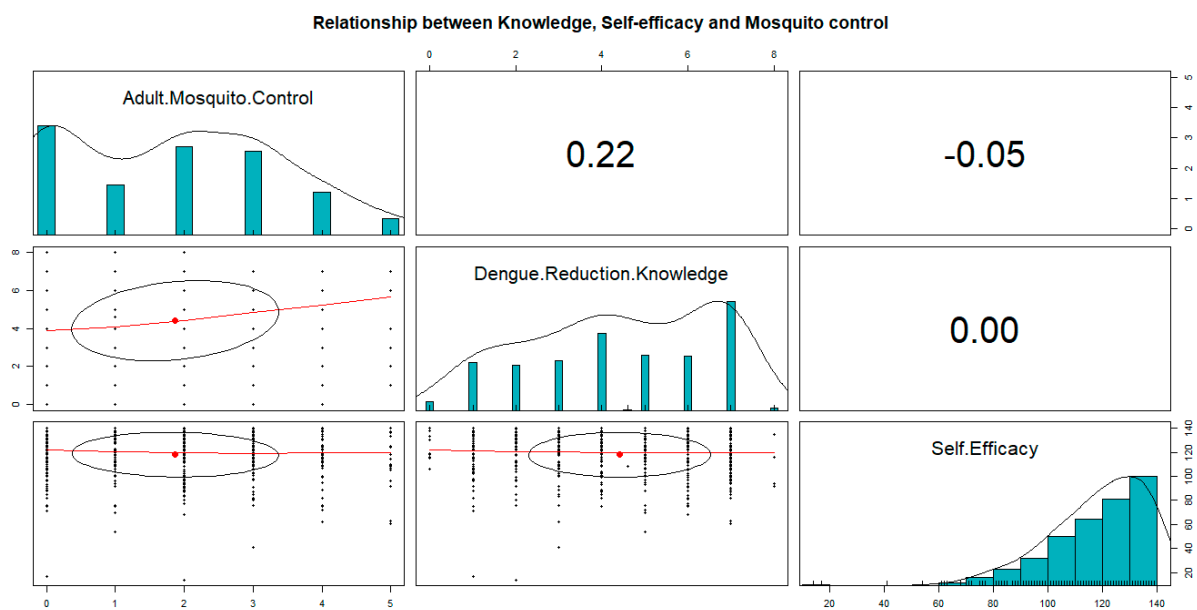 Relationship between Knowledge, Self-efficacy and Mosquito control
0 2 4 6 8
Adult.Mosquito.Control
0.22
-0.05
0 1 2 3 4 5
0 2 4 6 8
Dengue.Reduction.Knowledge
0.00
Self.Efficacy
20 40 60 80 100 120 140
0 1 2 3 4 5
20 40 60 80 100 120 140